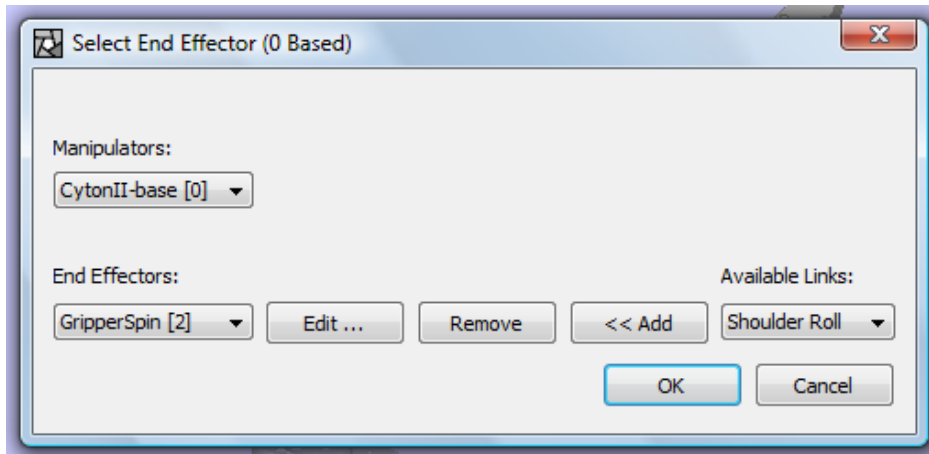 Select End Effector (0 Based)
Manipulators:
CytonII-base [0]
End Effectors:
Available Links:
GripperSpin [2]
Edit ...
Remove
<< Add
Shoulder Roll
OK
Cancel